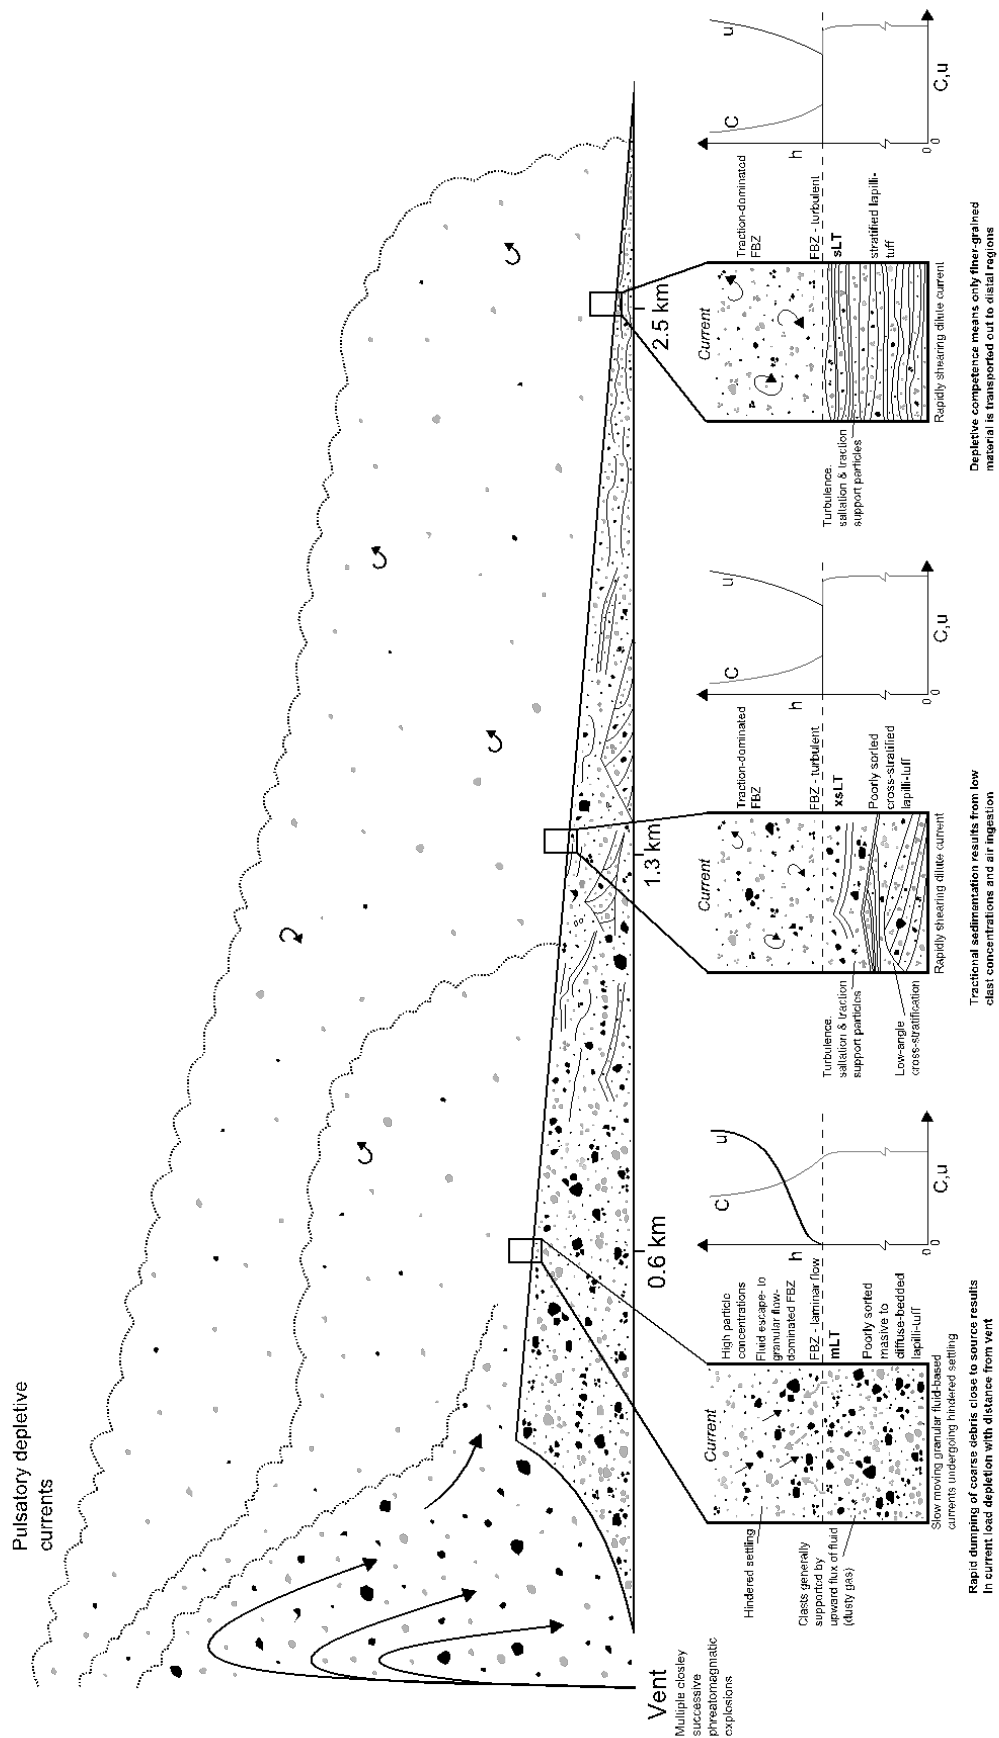 Pulsatory depletive
currents
Vent
Multiple closley
successive
phreatomagmatic
explosions
0.6 km
1.3 km
2.5 km
Hindered settling
Clasts generally
supported by
upward flux of fluid
(dusty gas)
Current
High particle
concentrations
Fluid escape- to
granular flow-
dominated FBZ
FBZ - laminar flow
mLT
Poorly sorted
masive to
diffuse-bedded
lapilli-tuff
Slow moving granular fluid-based
currents undergoing hindered settling
h
C
u
C,u
0
0
Rapid dumping of coarse debris close to source results
In current load depletion with distance from vent
Turbulence,
saltation & traction
support particles
Low-angle
cross-stratification
Current
Traction-dominated
FBZ
FBZ - turbulent
xsLT
Poorly sorted
cross-stratified
lapilli-tuff
Rapidly shearing dilute current
h
C
u
C,u
0
0
Tractional sedimentation results from low
clast concentrations and air ingestion
Turbulence,
saltation & traction
support particles
Current
Traction-dominated
FBZ
FBZ - turbulent
sLT
stratified lapilli-
tuff
Rapidly shearing dilute current
h
C
u
C,u
0
0
Depletive competence means only finer-grained
material is transported out to distal regions